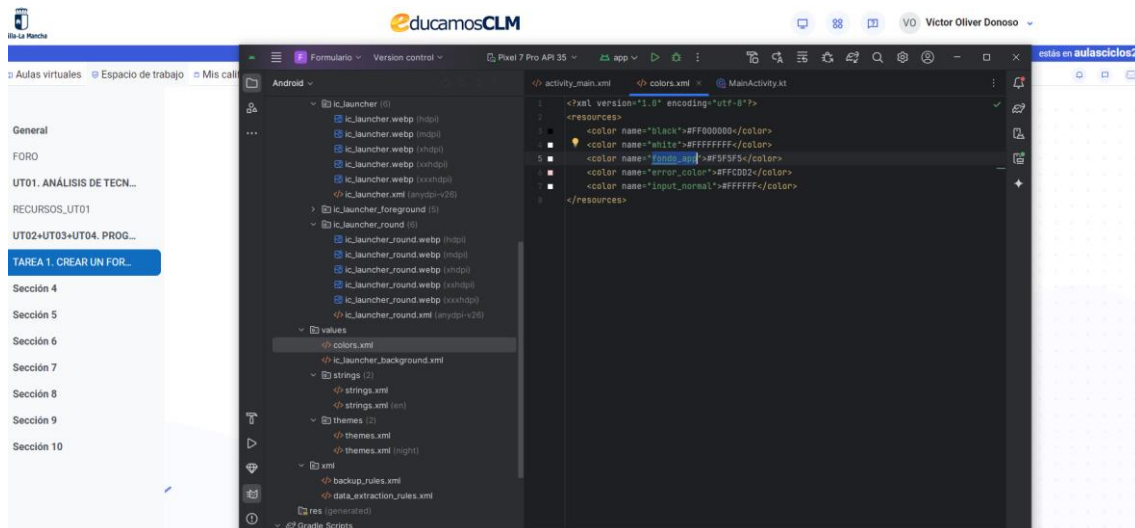 illa-La Mancha
educamosCLM
VO Víctor Oliver Donoso
estás en aulasciclos2
Aulas virtuales Espacio de trabajo Mis cali
General
FORO
UT01. ANÁLISIS DE TECN...
RECURSOS_UT01
UT02+UT03+UT04. PROG...
TAREA 1. CREAR UN FOR...
Sección 4
Sección 5
Sección 6
Sección 7
Sección 8
Sección 9
Sección 10
F Formulario Version control Pixel 7 Pro API 35 app
Android
ic_launcher (6)
ic_launcher.webp (hdpi)
ic_launcher.webp (mdpi)
ic_launcher.webp (xhdpi)
ic_launcher.webp (xxhdpi)
ic_launcher.webp (xxxhdpi)
ic_launcher.xml (anydpi-v26)
ic_launcher_foreground (5)
ic_launcher_round (6)
ic_launcher_round.webp (hdpi)
ic_launcher_round.webp (mdpi)
ic_launcher_round.webp (xhdpi)
ic_launcher_round.webp (xxhdpi)
ic_launcher_round.webp (xxxhdpi)
ic_launcher_round.xml (anydpi-v26)
values
colors.xml
ic_launcher_background.xml
strings (2)
strings.xml
strings.xml (en)
themes (2)
themes.xml
themes.xml (night)
xml
backup_rules.xml
data_extraction_rules.xml
res (generated)
Gradle Scripts
activity_main.xml colors.xml MainActivity.kt
1 <?xml version="1.0" encoding="utf-8"?>
2 <resources>
3 <color name="black">#FF000000</color>
4 <color name="white">#FFFFFFFF</color>
5 <color name="fondo_app">#F5F5F5</color>
6 <color name="error_color">#FFCDD2</color>
7 <color name="input_normal">#FFFFFF</color>
8 </resources>